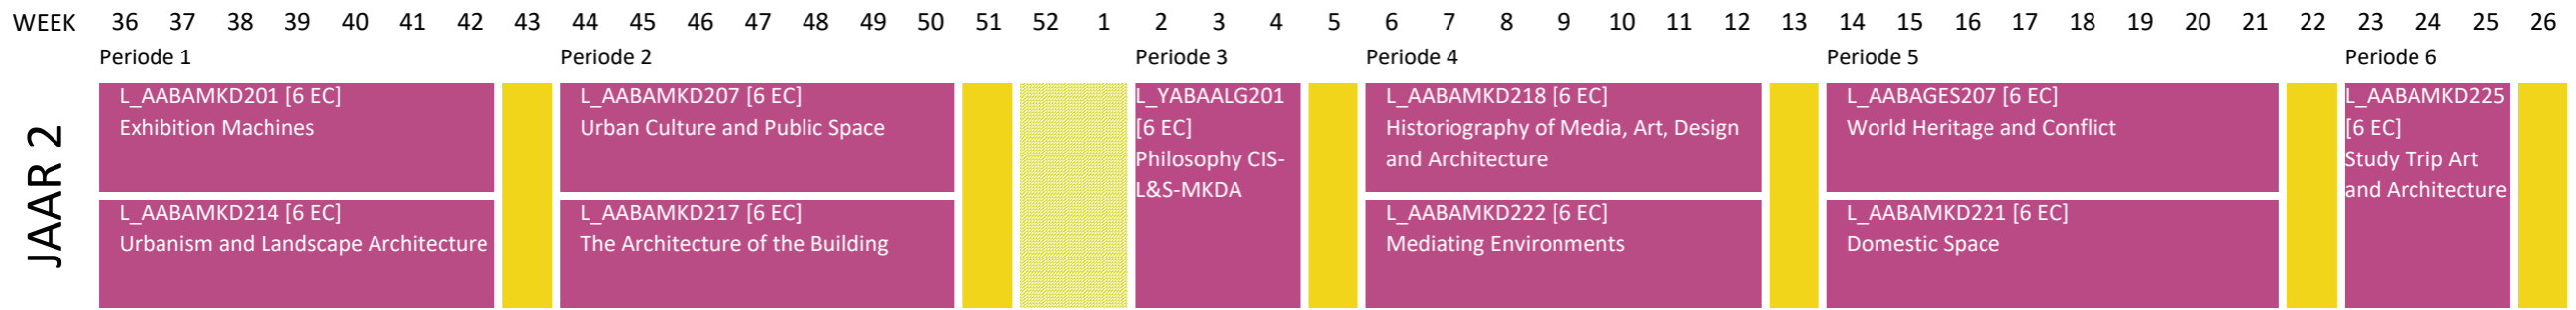 WEEK 36 37 38 39 40 41 42 43 44 45 46 47 48 49 50 51 52 1 2 3 4 5 6 7 8 9 10 11 12 13 14 15 16 17 18 19 20 21 22 23 24 25 26
Periode 1 Periode 2 Periode 3 Periode 4 Periode 5 Periode 6
JAAR 2
L_AABAMKD201 [6 EC]
Exhibition Machines
L_AABAMKD214 [6 EC]
Urbanism and Landscape Architecture
L_AABAMKD207 [6 EC]
Urban Culture and Public Space
L_AABAMKD217 [6 EC]
The Architecture of the Building
L_YABAALG201
[6 EC]
Philosophy CIS-
L&S-MKDA
L_AABAMKD218 [6 EC]
Historiography of Media, Art, Design
and Architecture
L_AABAMKD222 [6 EC]
Mediating Environments
L_AABAGES207 [6 EC]
World Heritage and Conflict
L_AABAMKD221 [6 EC]
Domestic Space
L_AABAMKD225
[6 EC]
Study Trip Art
and Architecture